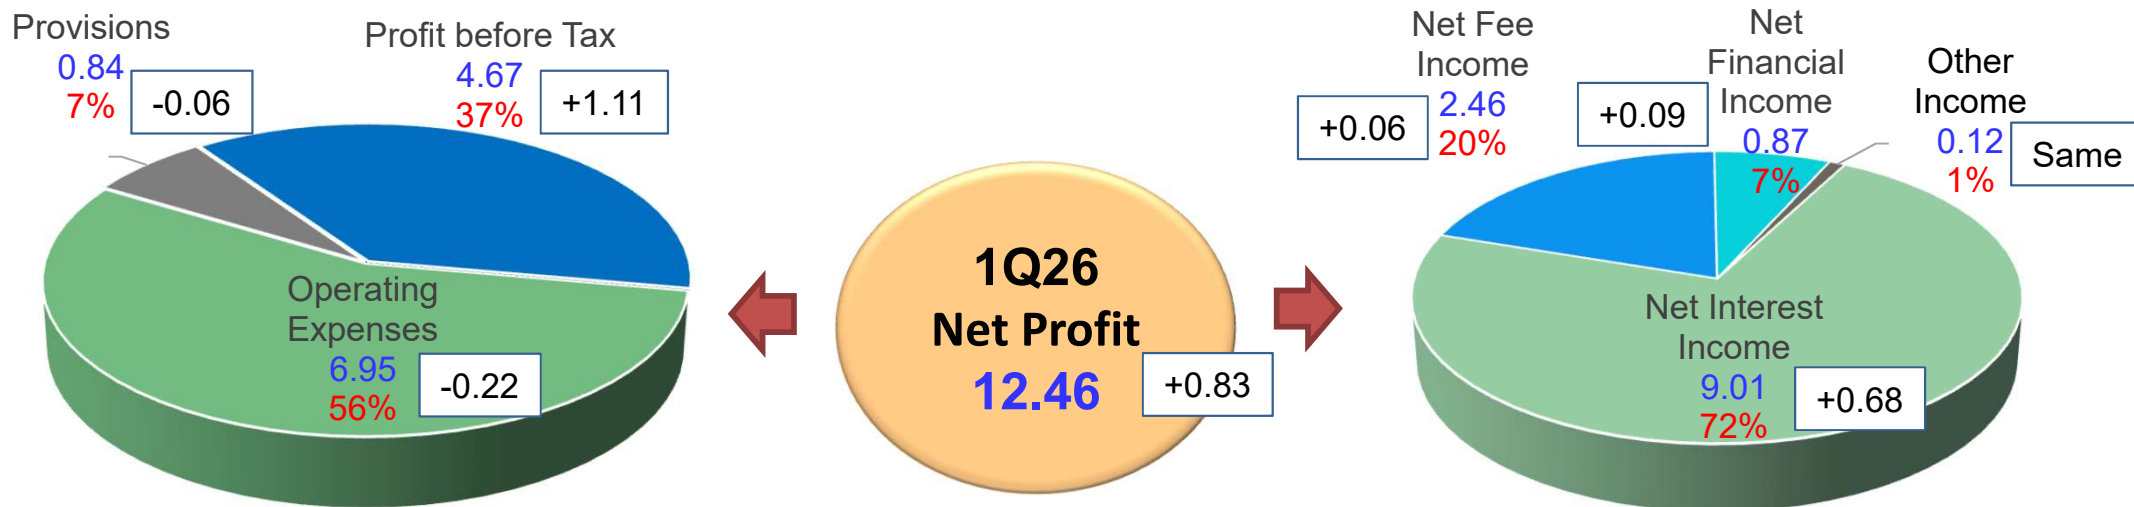 Provisions
0.84
7%
-0.06
Profit before Tax
4.67
37%
+1.11
Operating
Expenses
6.95
56%
-0.22
1Q26
Net Profit
12.46
+0.83
Net Fee
Income
2.46
20%
+0.06
Net
Financial
Income
0.87
7%
+0.09
Other
Income
0.12
1%
Same
Net Interest
Income
9.01
72%
+0.68